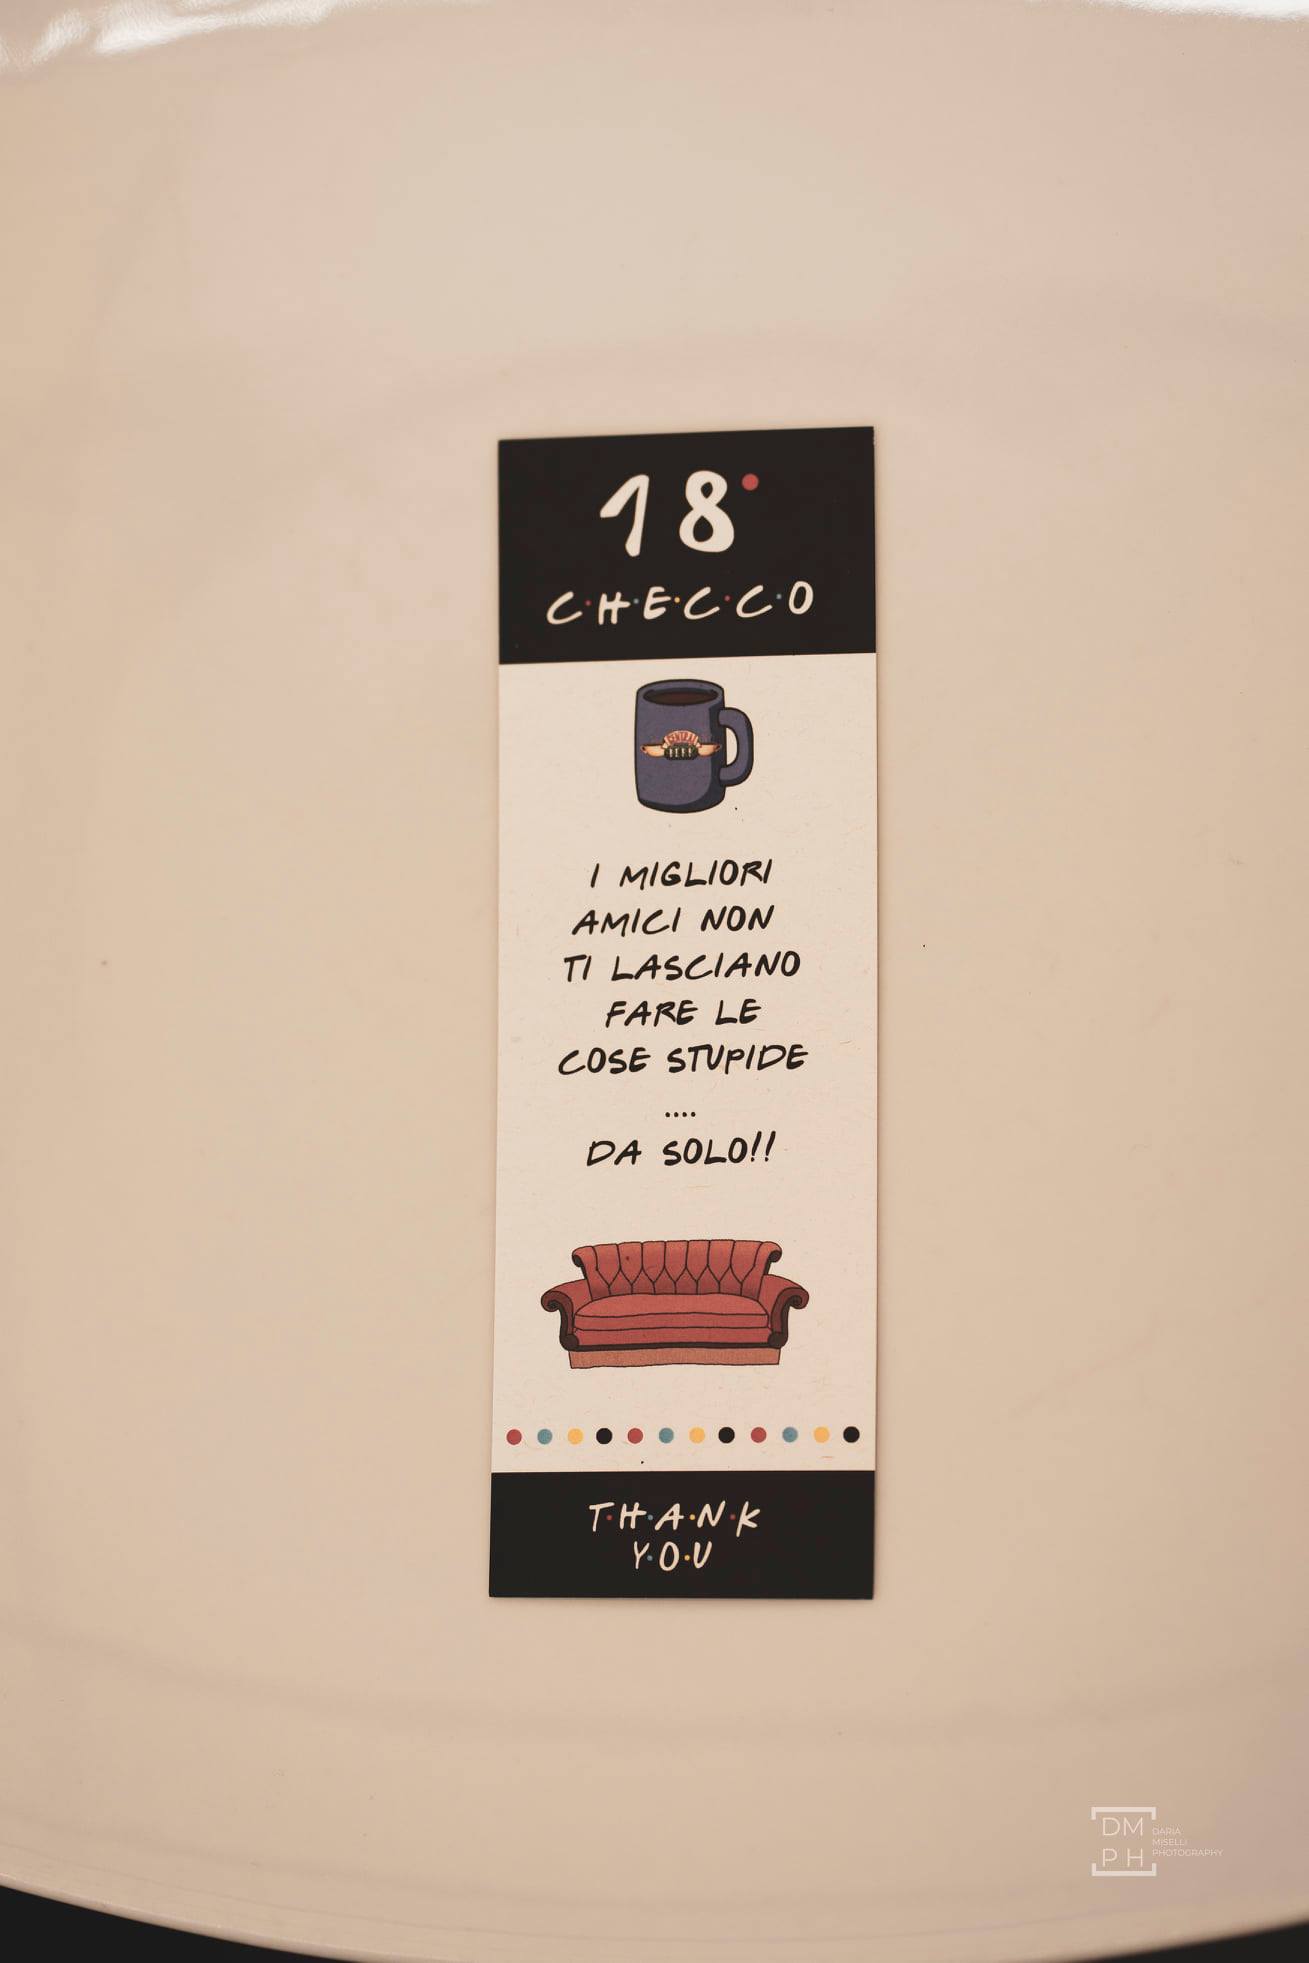 18°
C·H·E·C·C·O
CENTRAL
PERK
I MIGLIORI
AMICI NON
TI LASCIANO
FARE LE
COSE STUPIDE
....
DA SOLO!!
T·H·A·N·K
Y·O·U
DM
PH
DARIA
MISELLI
PHOTOGRAPHY